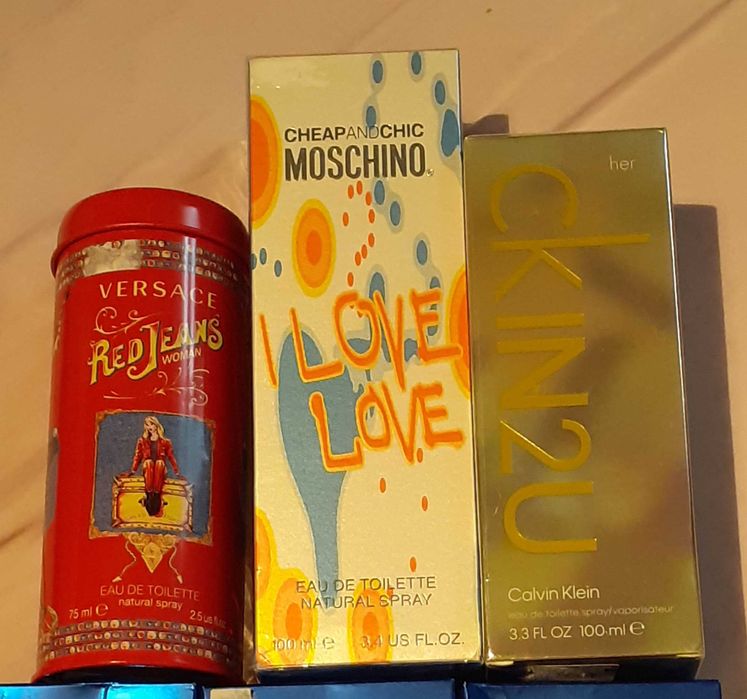 VERSACE
RED JEANS
WOMAN
EAU DE TOILETTE
natural spray
75 ml e 2.5 us fl.oz.
CHEAPANDCHIC
MOSCHINO
I LOVE
LOVE
EAU DE TOILETTE
NATURAL SPRAY
100 ml e 3.4 US FL.OZ.
her
CKIN2U
Calvin Klein
eau de toilette spray/vaporisateur
3.3 FL OZ 100 ml e